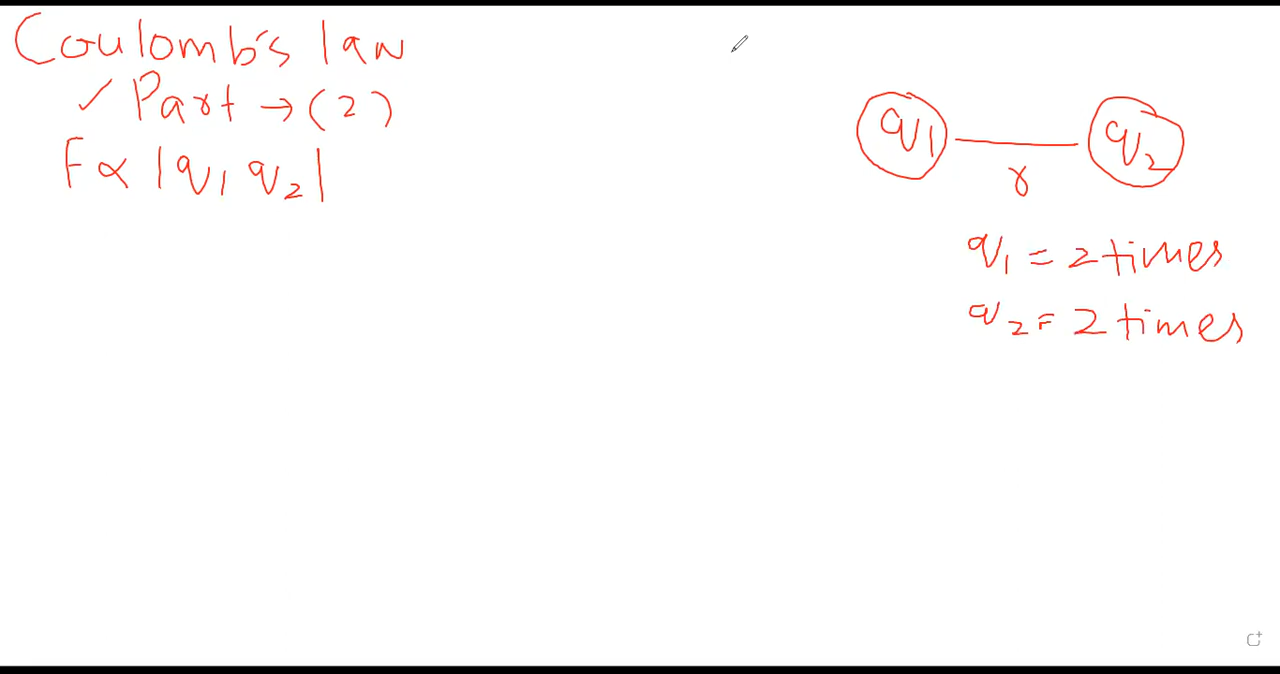 Coulomb's law
✓ Part → (2)
F ∝ |q1 q2|
q1 q2
r
q1 = 2 times
q2 = 2 times